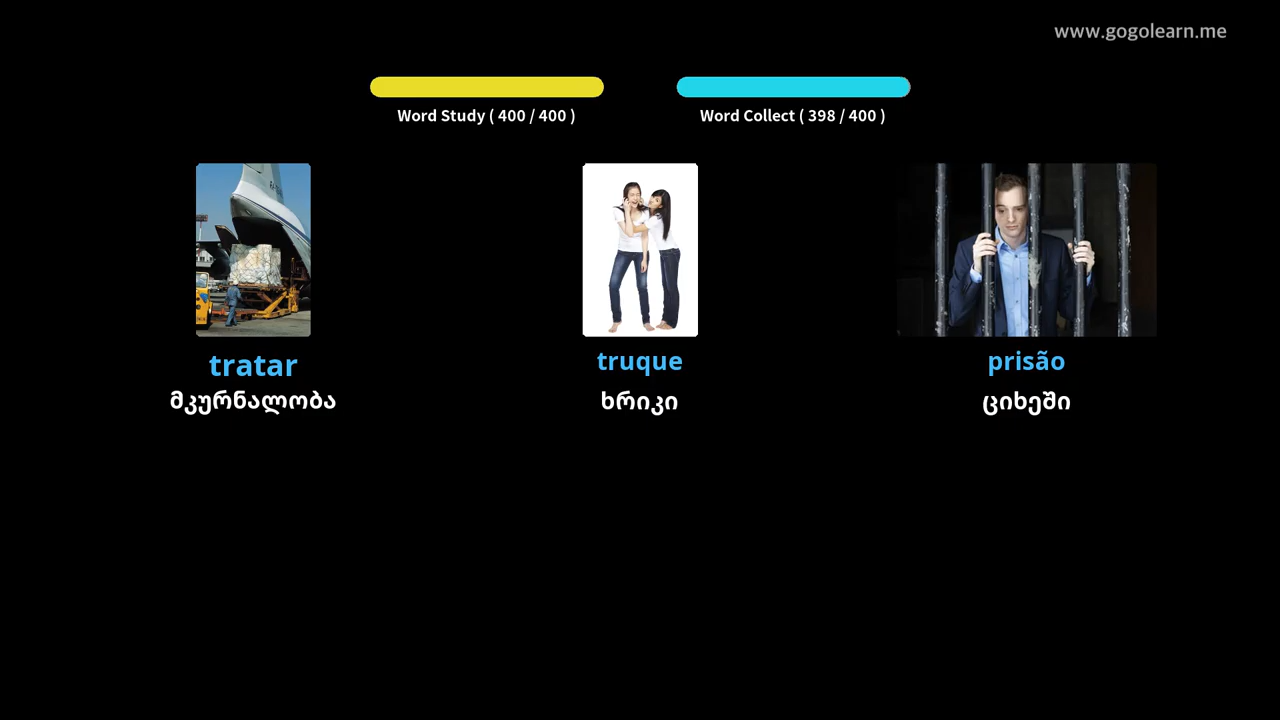 www.gogolearn.me
Word Study ( 400 / 400 )
Word Collect ( 398 / 400 )
tratar
მკურნალობა
truque
ხრიკი
prisão
ციხეში